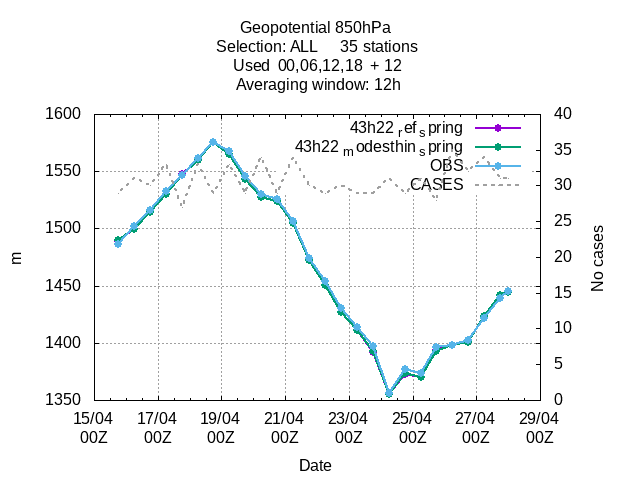 Geopotential 850hPa
Selection: ALL     35 stations
Used  00,06,12,18  + 12
Averaging window: 12h
1600
1550
1500
1450
1400
1350
m
40
35
30
25
20
15
10
5
0
No cases
43h22 ref spring
43h22 modesthin spring
OBS
CASES
15/04 17/04 19/04 21/04 23/04 25/04 27/04 29/04
00Z 00Z 00Z 00Z 00Z 00Z 00Z 00Z
Date